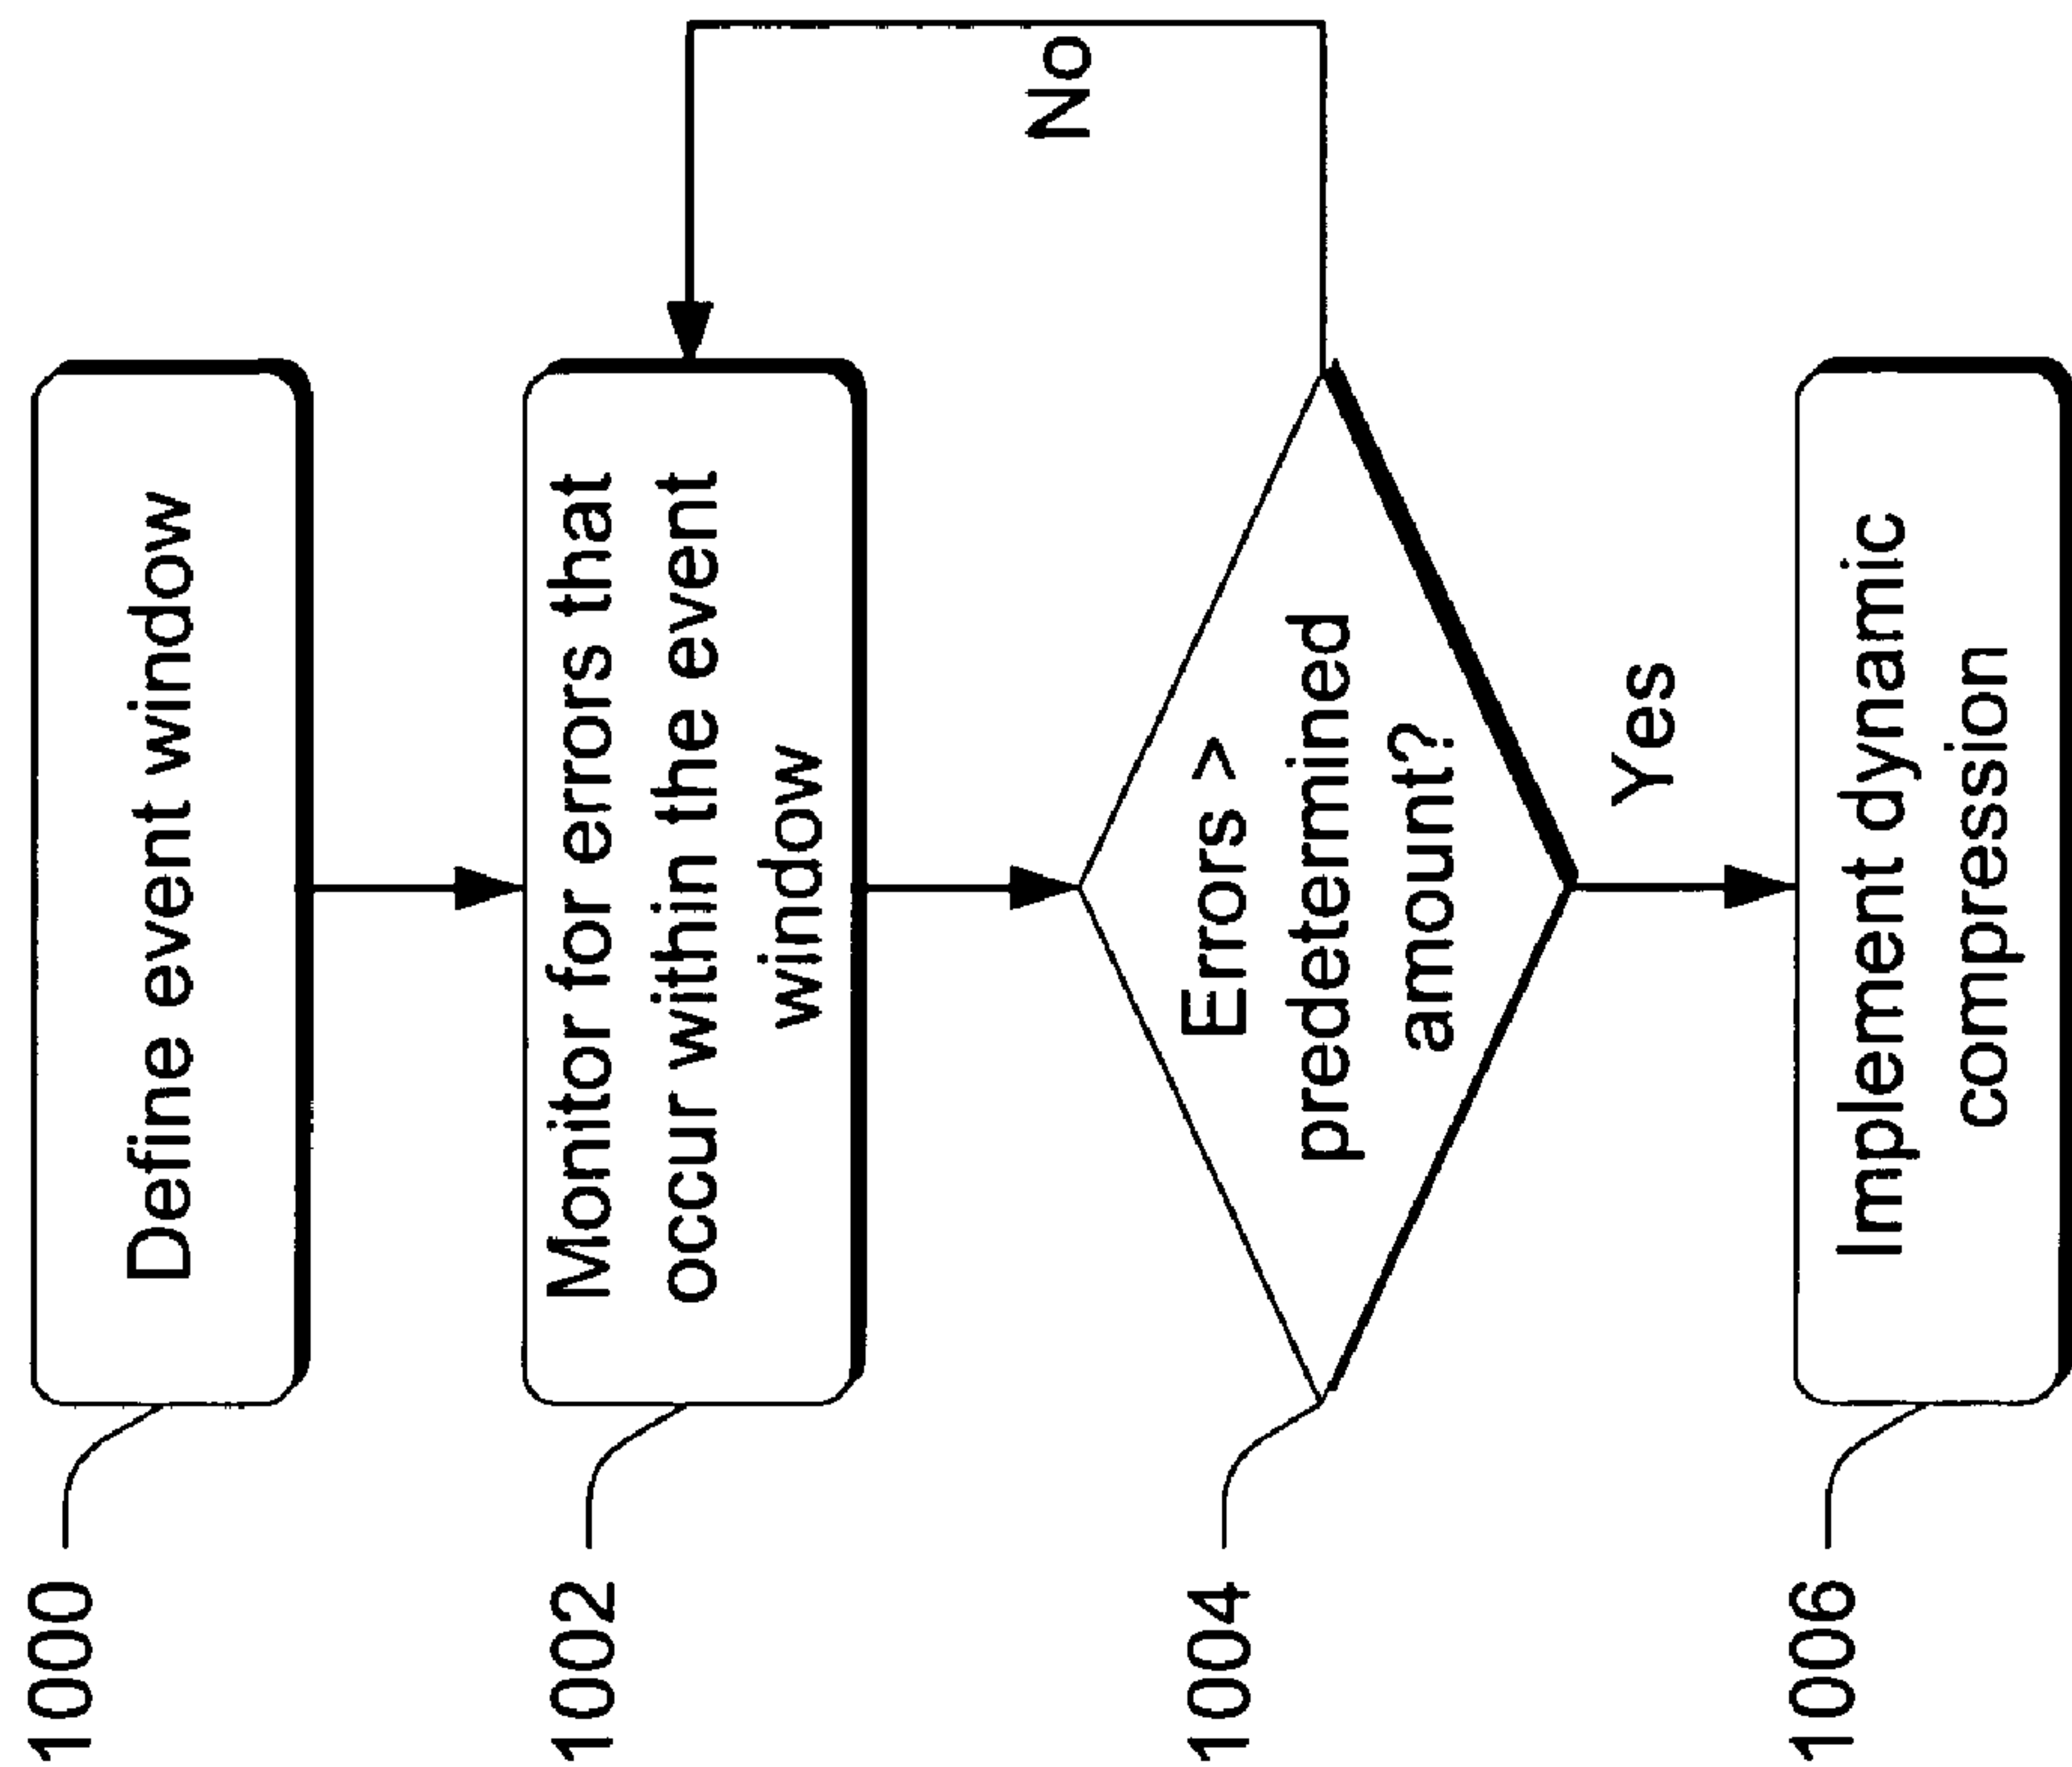 1000
Define event window
1002
Monitor for errors that
occur within the event
window
1004
Errors >
predetermined
amount?
No
Yes
1006
Implement dynamic
compression